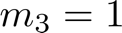 m_3 = 1